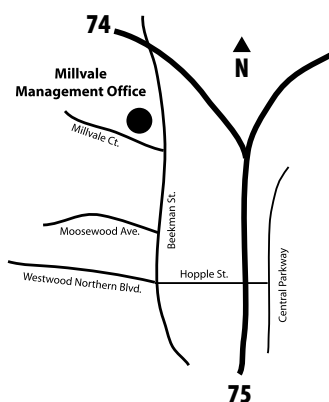 74
N
Millvale
Management Office
Millvale Ct.
Moosewood Ave.
Beekman St.
Westwood Northern Blvd.
Hopple St.
Central Parkway
75